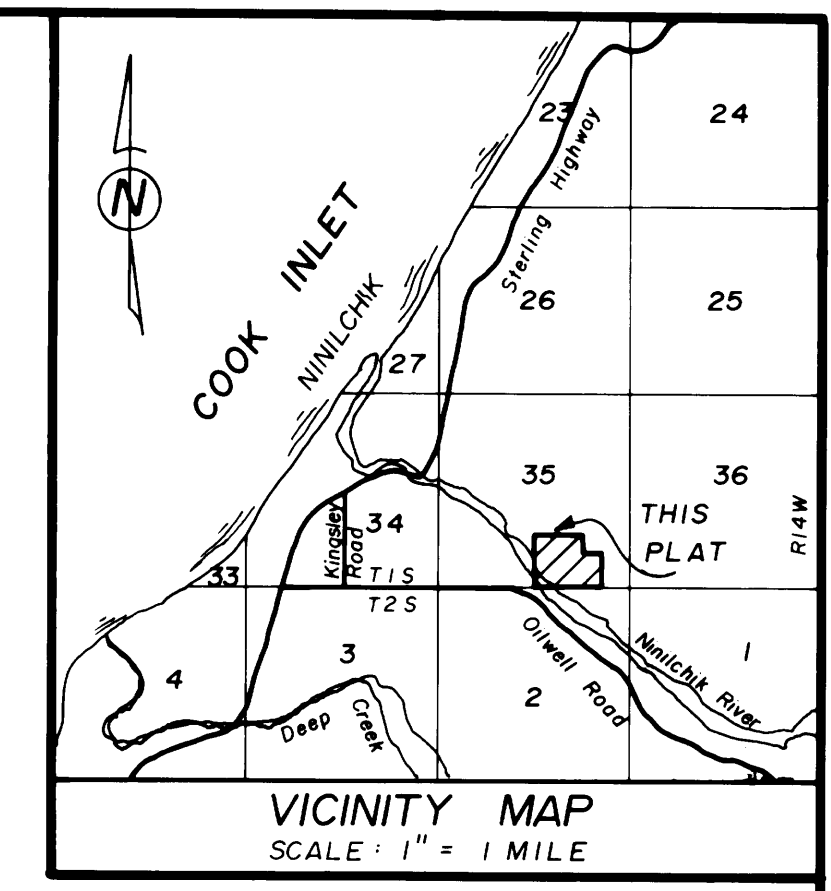 N
23
24
Sterling Highway
COOK INLET
NINILCHIK
26
25
27
35
36
THIS
PLAT
R14W
34
Kingsley
Road
33
T1S
T2S
3
4
Oilwell Road
2
1
Ninilchik River
Deep Creek
VICINITY MAP
SCALE: 1" = 1 MILE